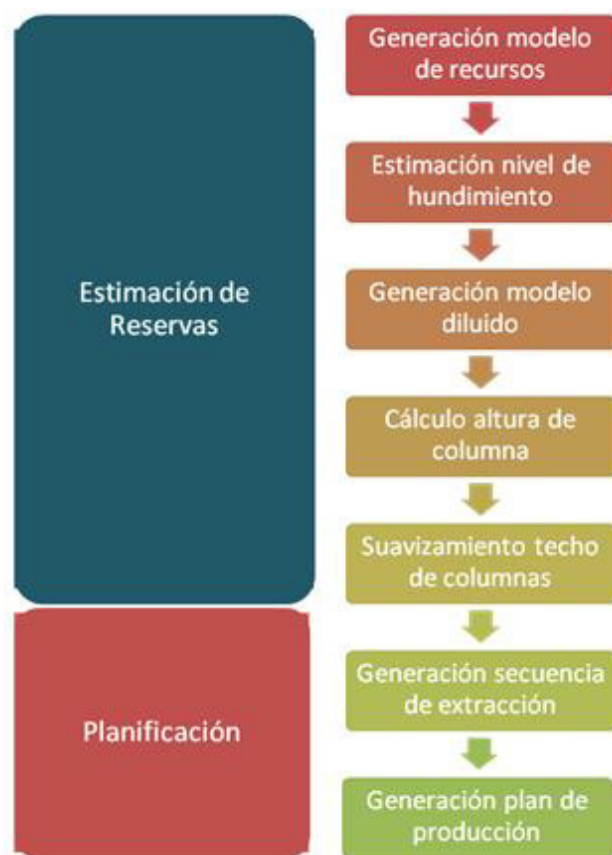 Estimación de
Reservas
Planificación
Generación modelo
de recursos
Estimación nivel de
hundimiento
Generación modelo
diluido
Cálculo altura de
columna
Suavizamiento techo
de columnas
Generación secuencia
de extracción
Generación plan de
producción